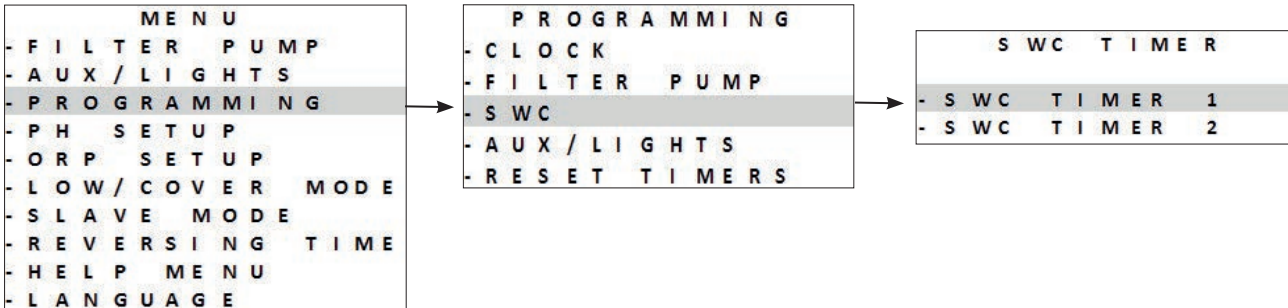 MENU
- FILTER PUMP
- AUX/LIGHTS
- PROGRAMMING
- PH SETUP
- ORP SETUP
- LOW/COVER MODE
- SLAVE MODE
- REVERSING TIME
- HELP MENU
- LANGUAGE
PROGRAMMING
- CLOCK
- FILTER PUMP
- SWC
- AUX/LIGHTS
- RESET TIMERS
SWC TIMER
- SWC TIMER 1
- SWC TIMER 2